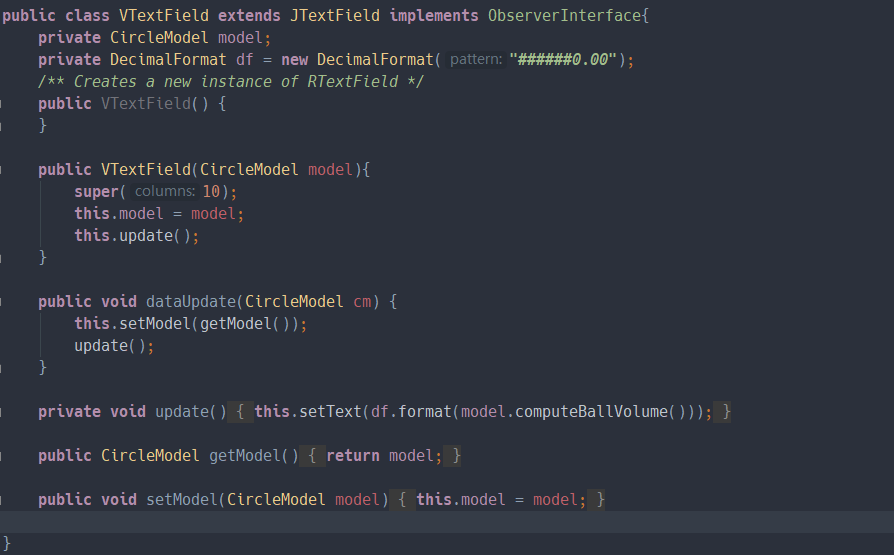 public class VTextField extends JTextField implements ObserverInterface{
private CircleModel model;
private DecimalFormat df = new DecimalFormat( pattern: "######0.00");
/** Creates a new instance of RTextField */
public VTextField() {
}
public VTextField(CircleModel model){
super( columns: 10);
this.model = model;
this.update();
}
public void dataUpdate(CircleModel cm) {
this.setModel(getModel());
update();
}
private void update() { this.setText(df.format(model.computeBallVolume())); }
public CircleModel getModel() { return model; }
public void setModel(CircleModel model) { this.model = model; }
}